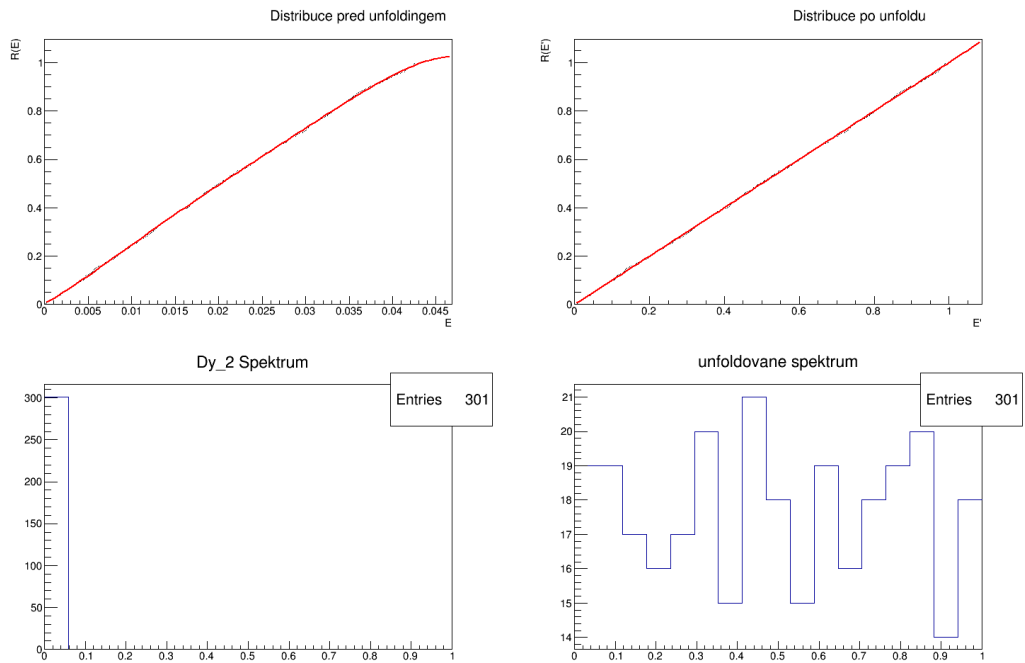 Distribuce pred unfoldingem
R(E)
1
0.8
0.6
0.4
0.2
0
0 0.005 0.01 0.015 0.02 0.025 0.03 0.035 0.04 0.045
E
Distribuce po unfoldu
R(E')
1
0.8
0.6
0.4
0.2
0
0 0.2 0.4 0.6 0.8 1
E'
Dy_2 Spektrum
Entries 301
300
250
200
150
100
50
0
0 0.1 0.2 0.3 0.4 0.5 0.6 0.7 0.8 0.9 1
unfoldovane spektrum
Entries 301
21
20
19
18
17
16
15
14
0 0.1 0.2 0.3 0.4 0.5 0.6 0.7 0.8 0.9 1